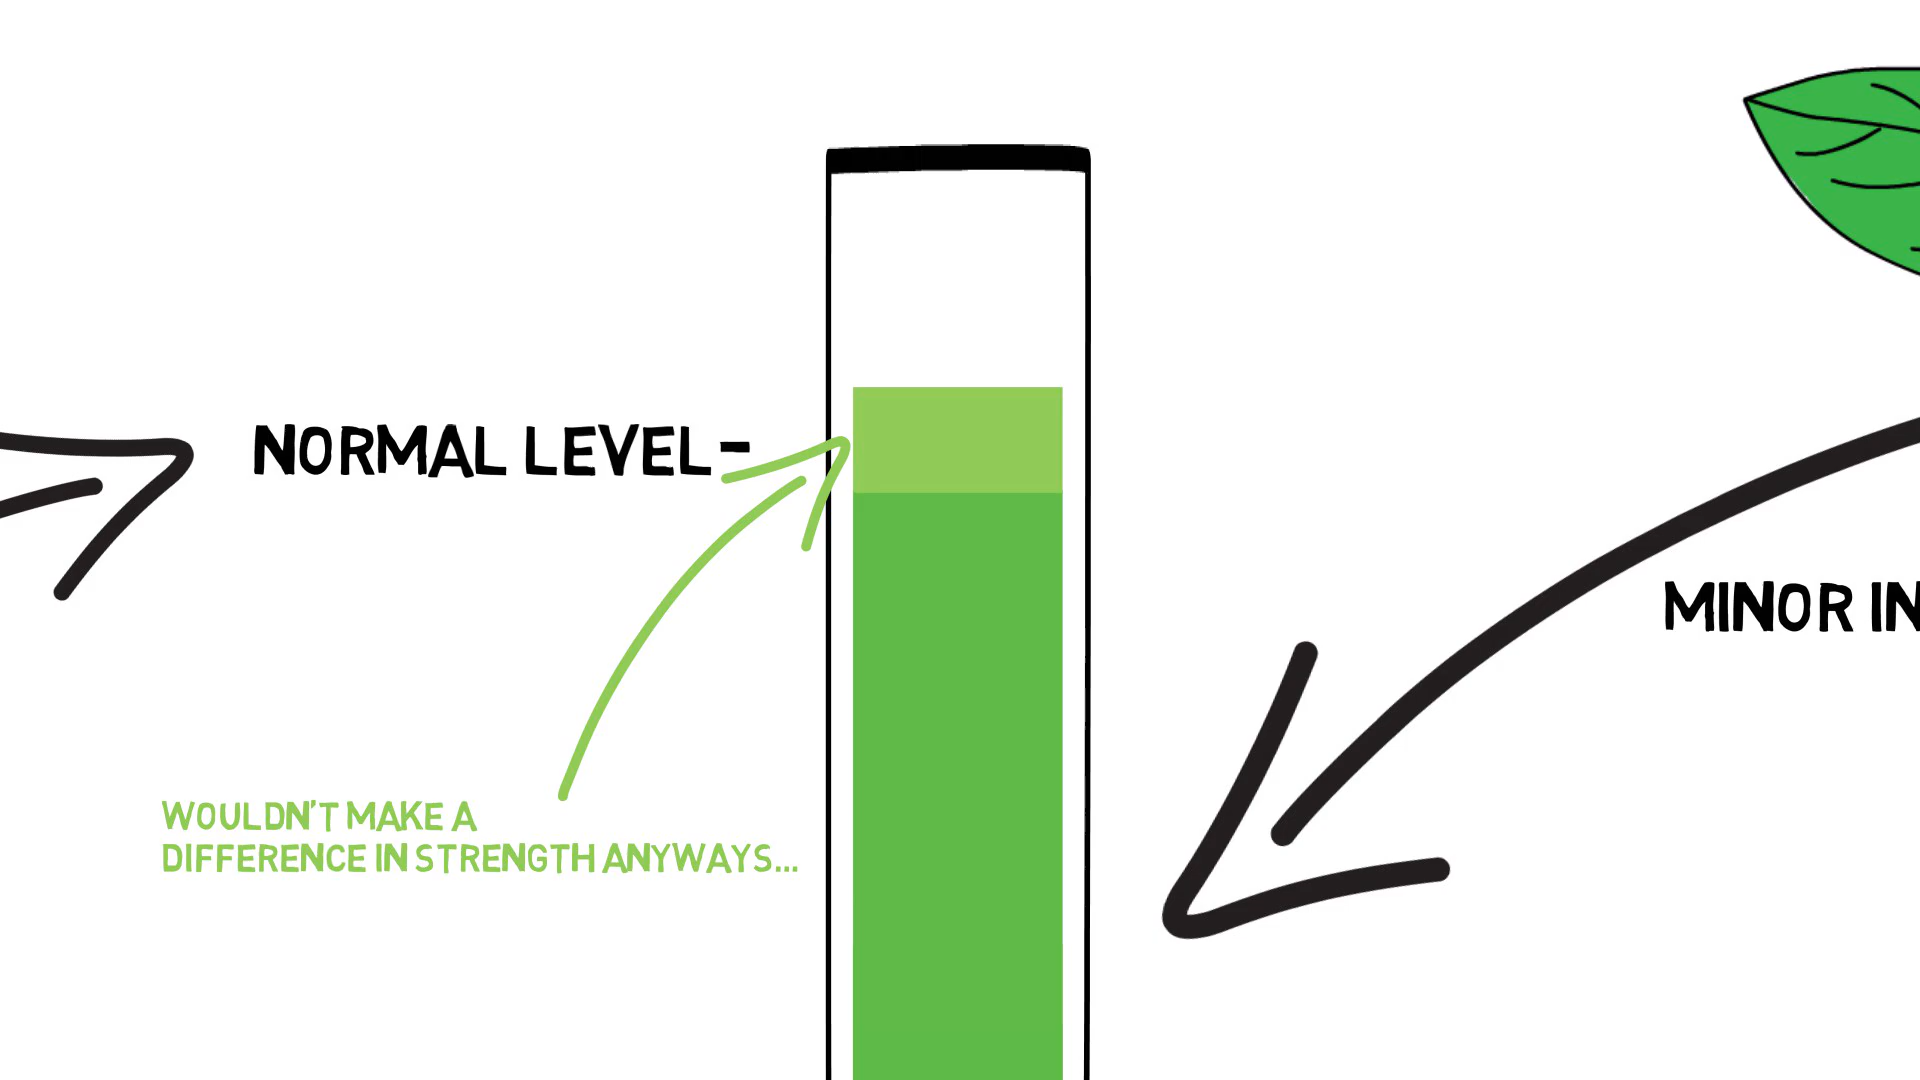 NORMAL LEVEL-
MINOR IN
WOULDN'T MAKE A
DIFFERENCE IN STRENGTH ANYWAYS...